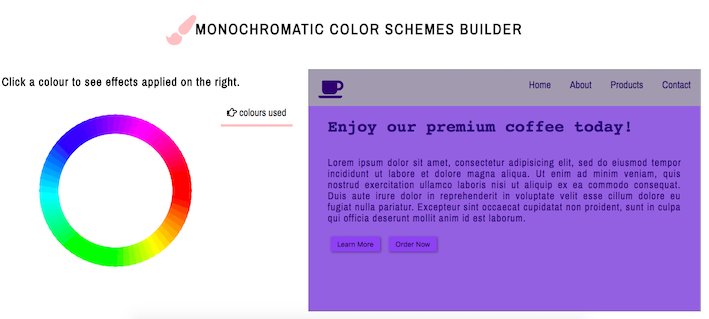 MONOCHROMATIC COLOR SCHEMES BUILDER
Click a colour to see effects applied on the right.
colours used
Home About Products Contact
Enjoy our premium coffee today!
Lorem ipsum dolor sit amet, consectetur adipisicing elit, sed do eiusmod tempor
incididunt ut labore et dolore magna aliqua. Ut enim ad minim veniam, quis
nostrud exercitation ullamco laboris nisi ut aliquip ex ea commodo consequat.
Duis aute irure dolor in reprehenderit in voluptate velit esse cillum dolore eu
fugiat nulla pariatur. Excepteur sint occaecat cupidatat non proident, sunt in culpa
qui officia deserunt mollit anim id est laborum.
Learn More Order Now